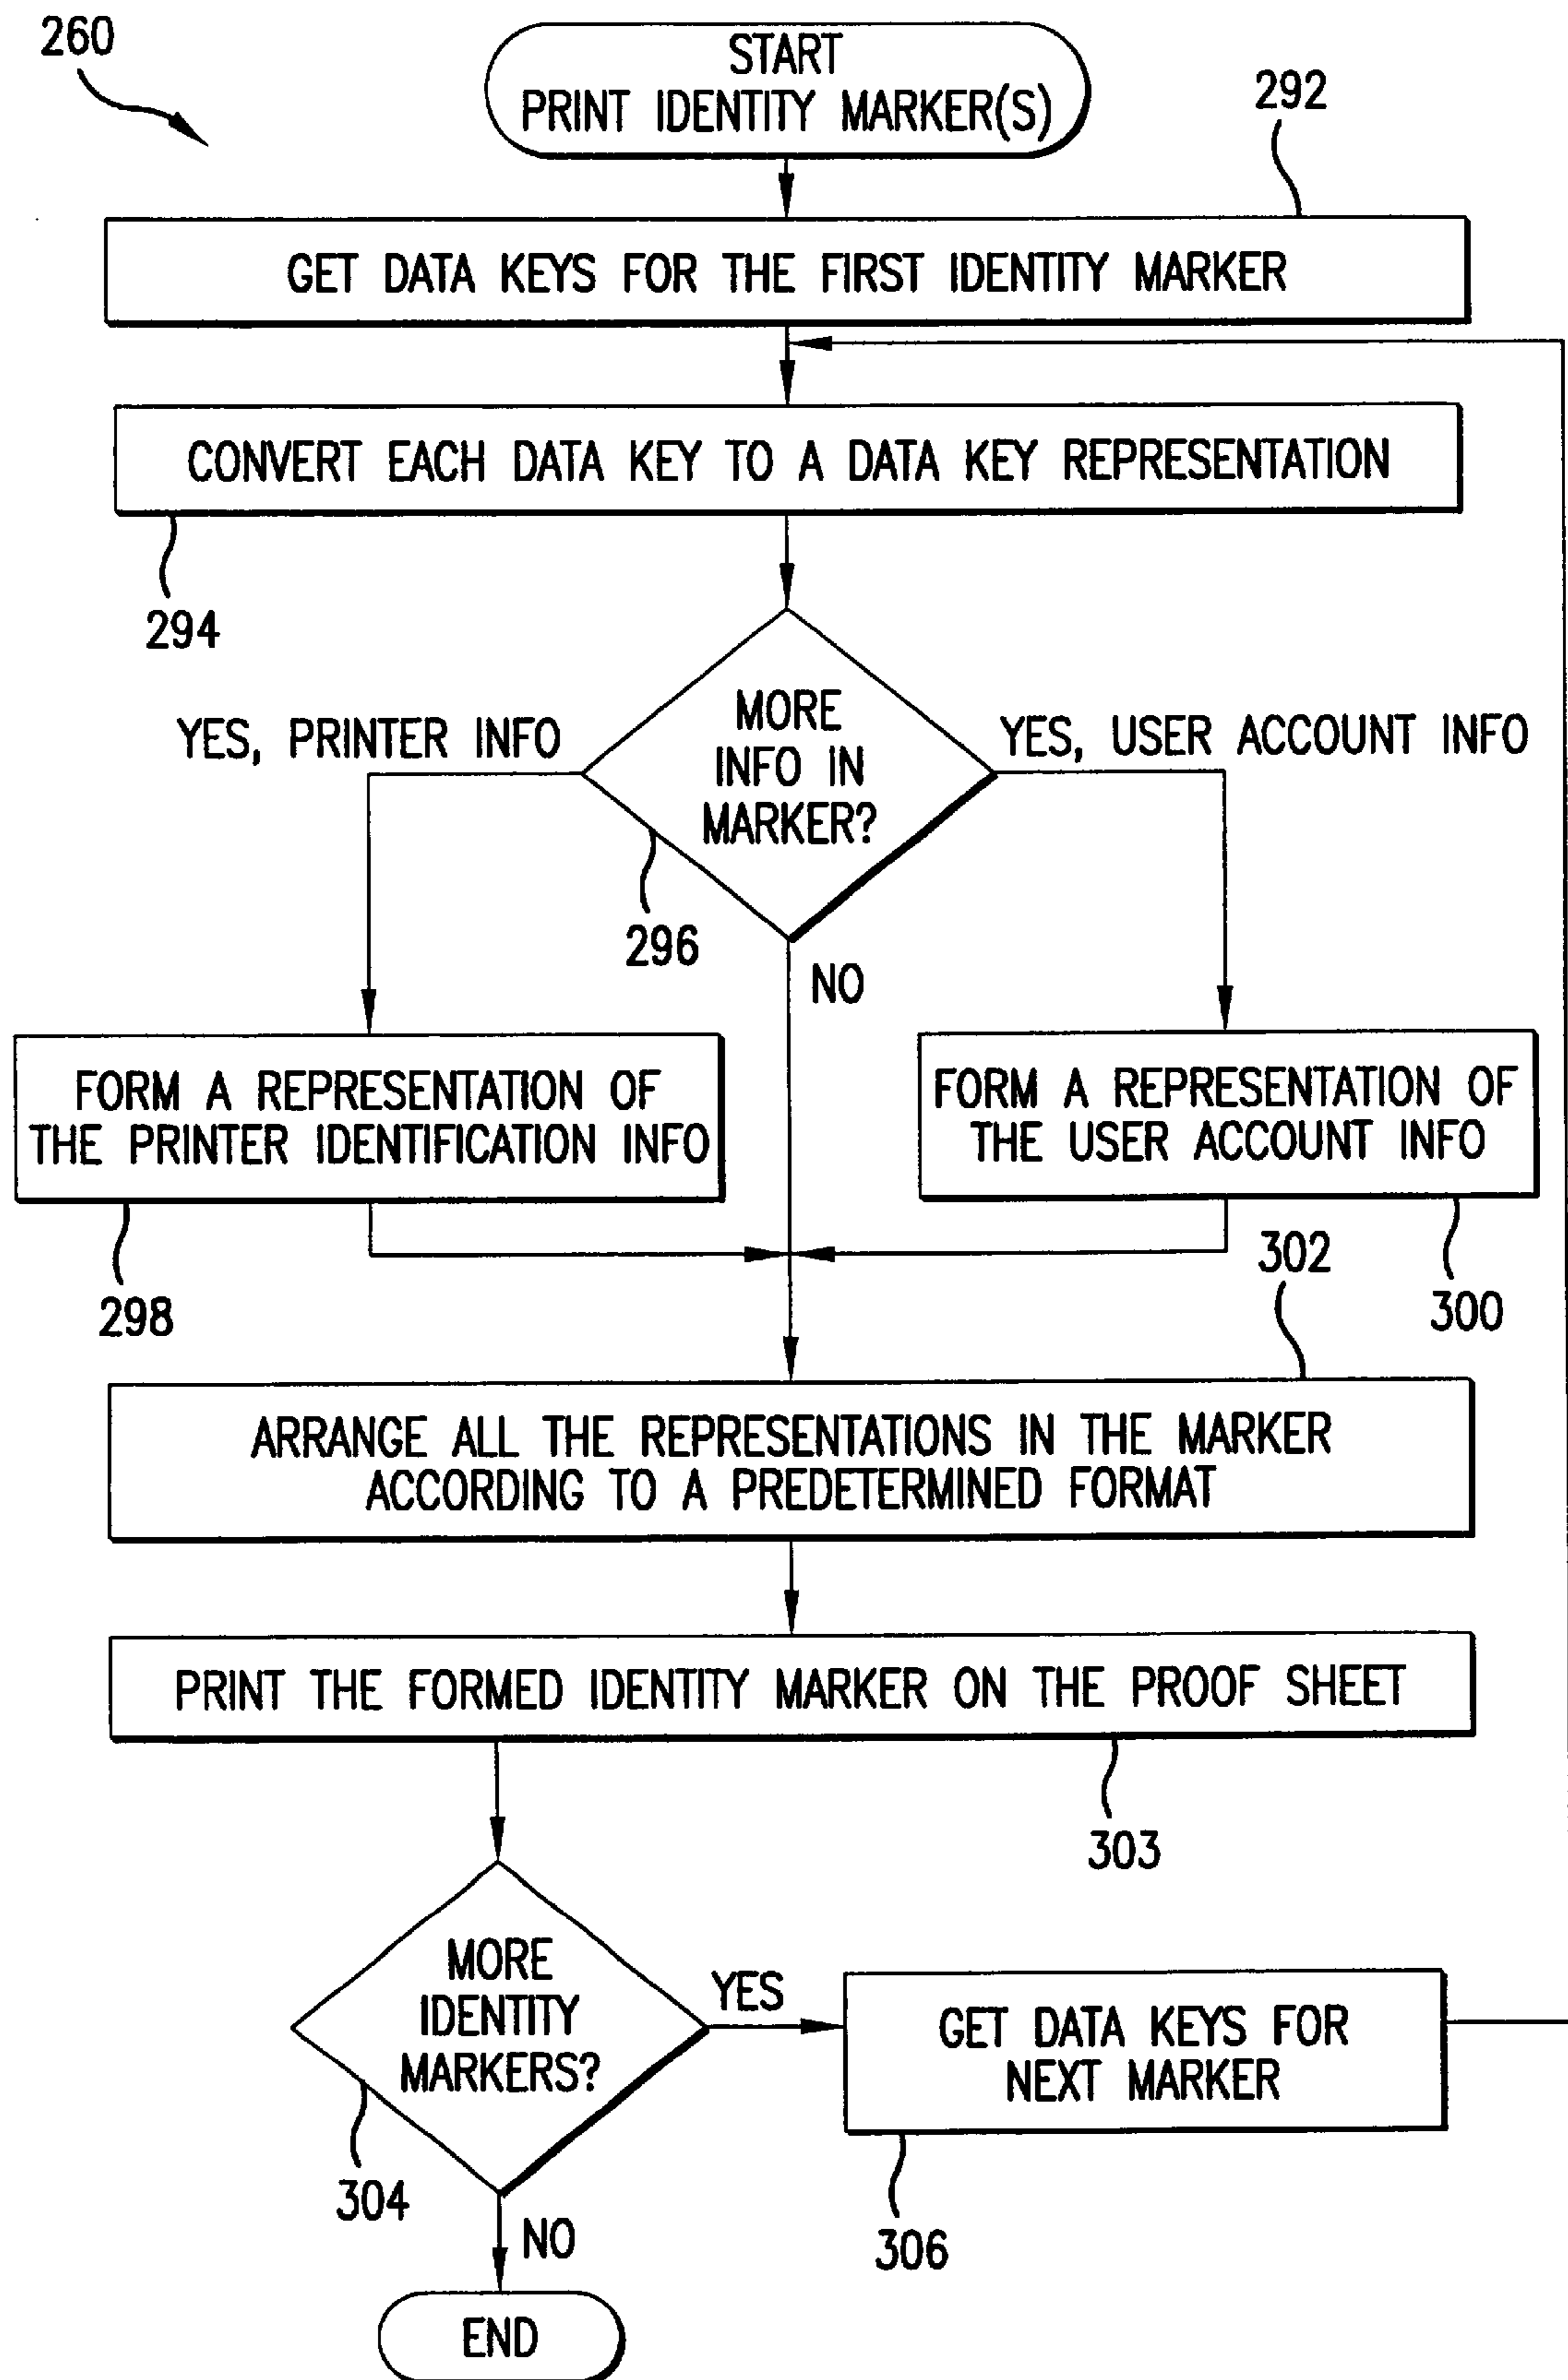 260
START
PRINT IDENTITY MARKER(S)
292
GET DATA KEYS FOR THE FIRST IDENTITY MARKER
CONVERT EACH DATA KEY TO A DATA KEY REPRESENTATION
294
YES, PRINTER INFO
MORE
INFO IN
MARKER?
YES, USER ACCOUNT INFO
296
NO
FORM A REPRESENTATION OF
THE PRINTER IDENTIFICATION INFO
FORM A REPRESENTATION OF
THE USER ACCOUNT INFO
298
302
300
ARRANGE ALL THE REPRESENTATIONS IN THE MARKER
ACCORDING TO A PREDETERMINED FORMAT
PRINT THE FORMED IDENTITY MARKER ON THE PROOF SHEET
303
MORE
IDENTITY
MARKERS?
YES
GET DATA KEYS FOR
NEXT MARKER
304
306
NO
END